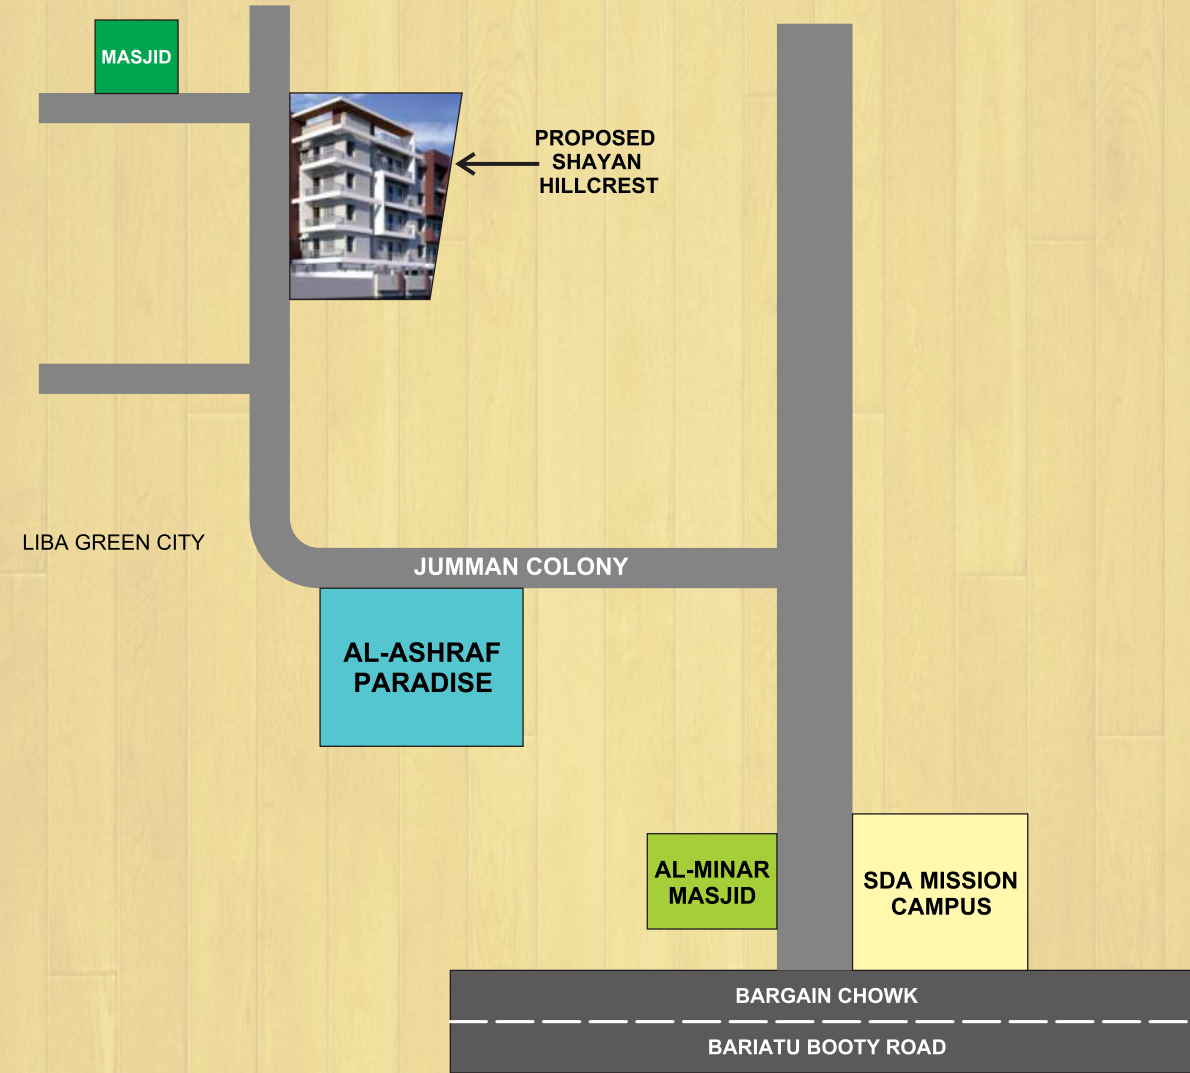 MASJID
PROPOSED
SHAYAN
HILLCREST
LIBA GREEN CITY
JUMMAN COLONY
AL-ASHRAF
PARADISE
AL-MINAR
MASJID
SDA MISSION
CAMPUS
BARGAIN CHOWK
BARIATU BOOTY ROAD